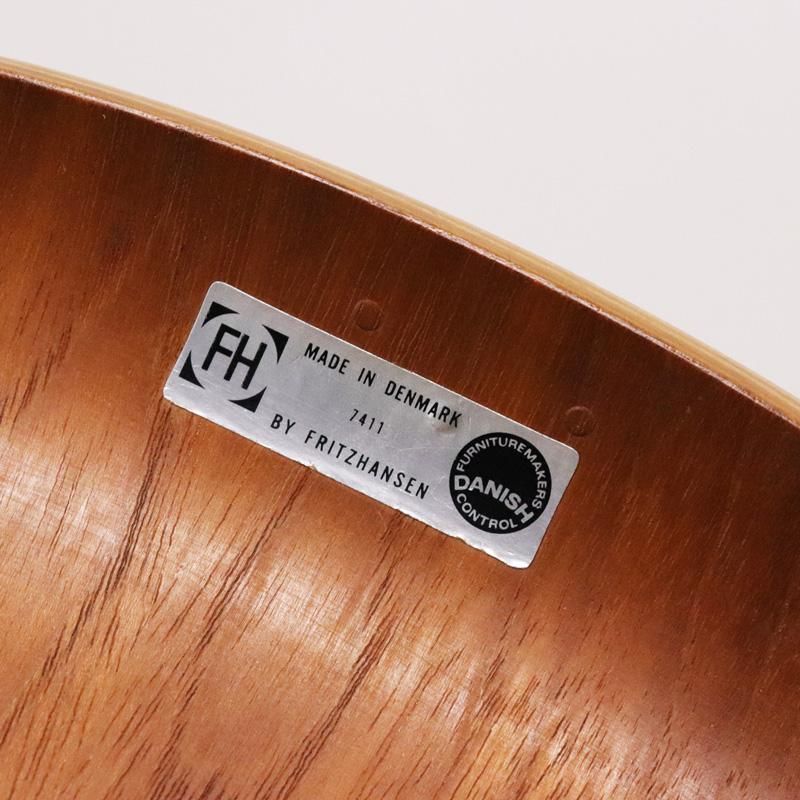 FH
MADE IN DENMARK
7411
BY FRITZHANSEN
FURNITUREMAKERS
DANISH
CONTROL